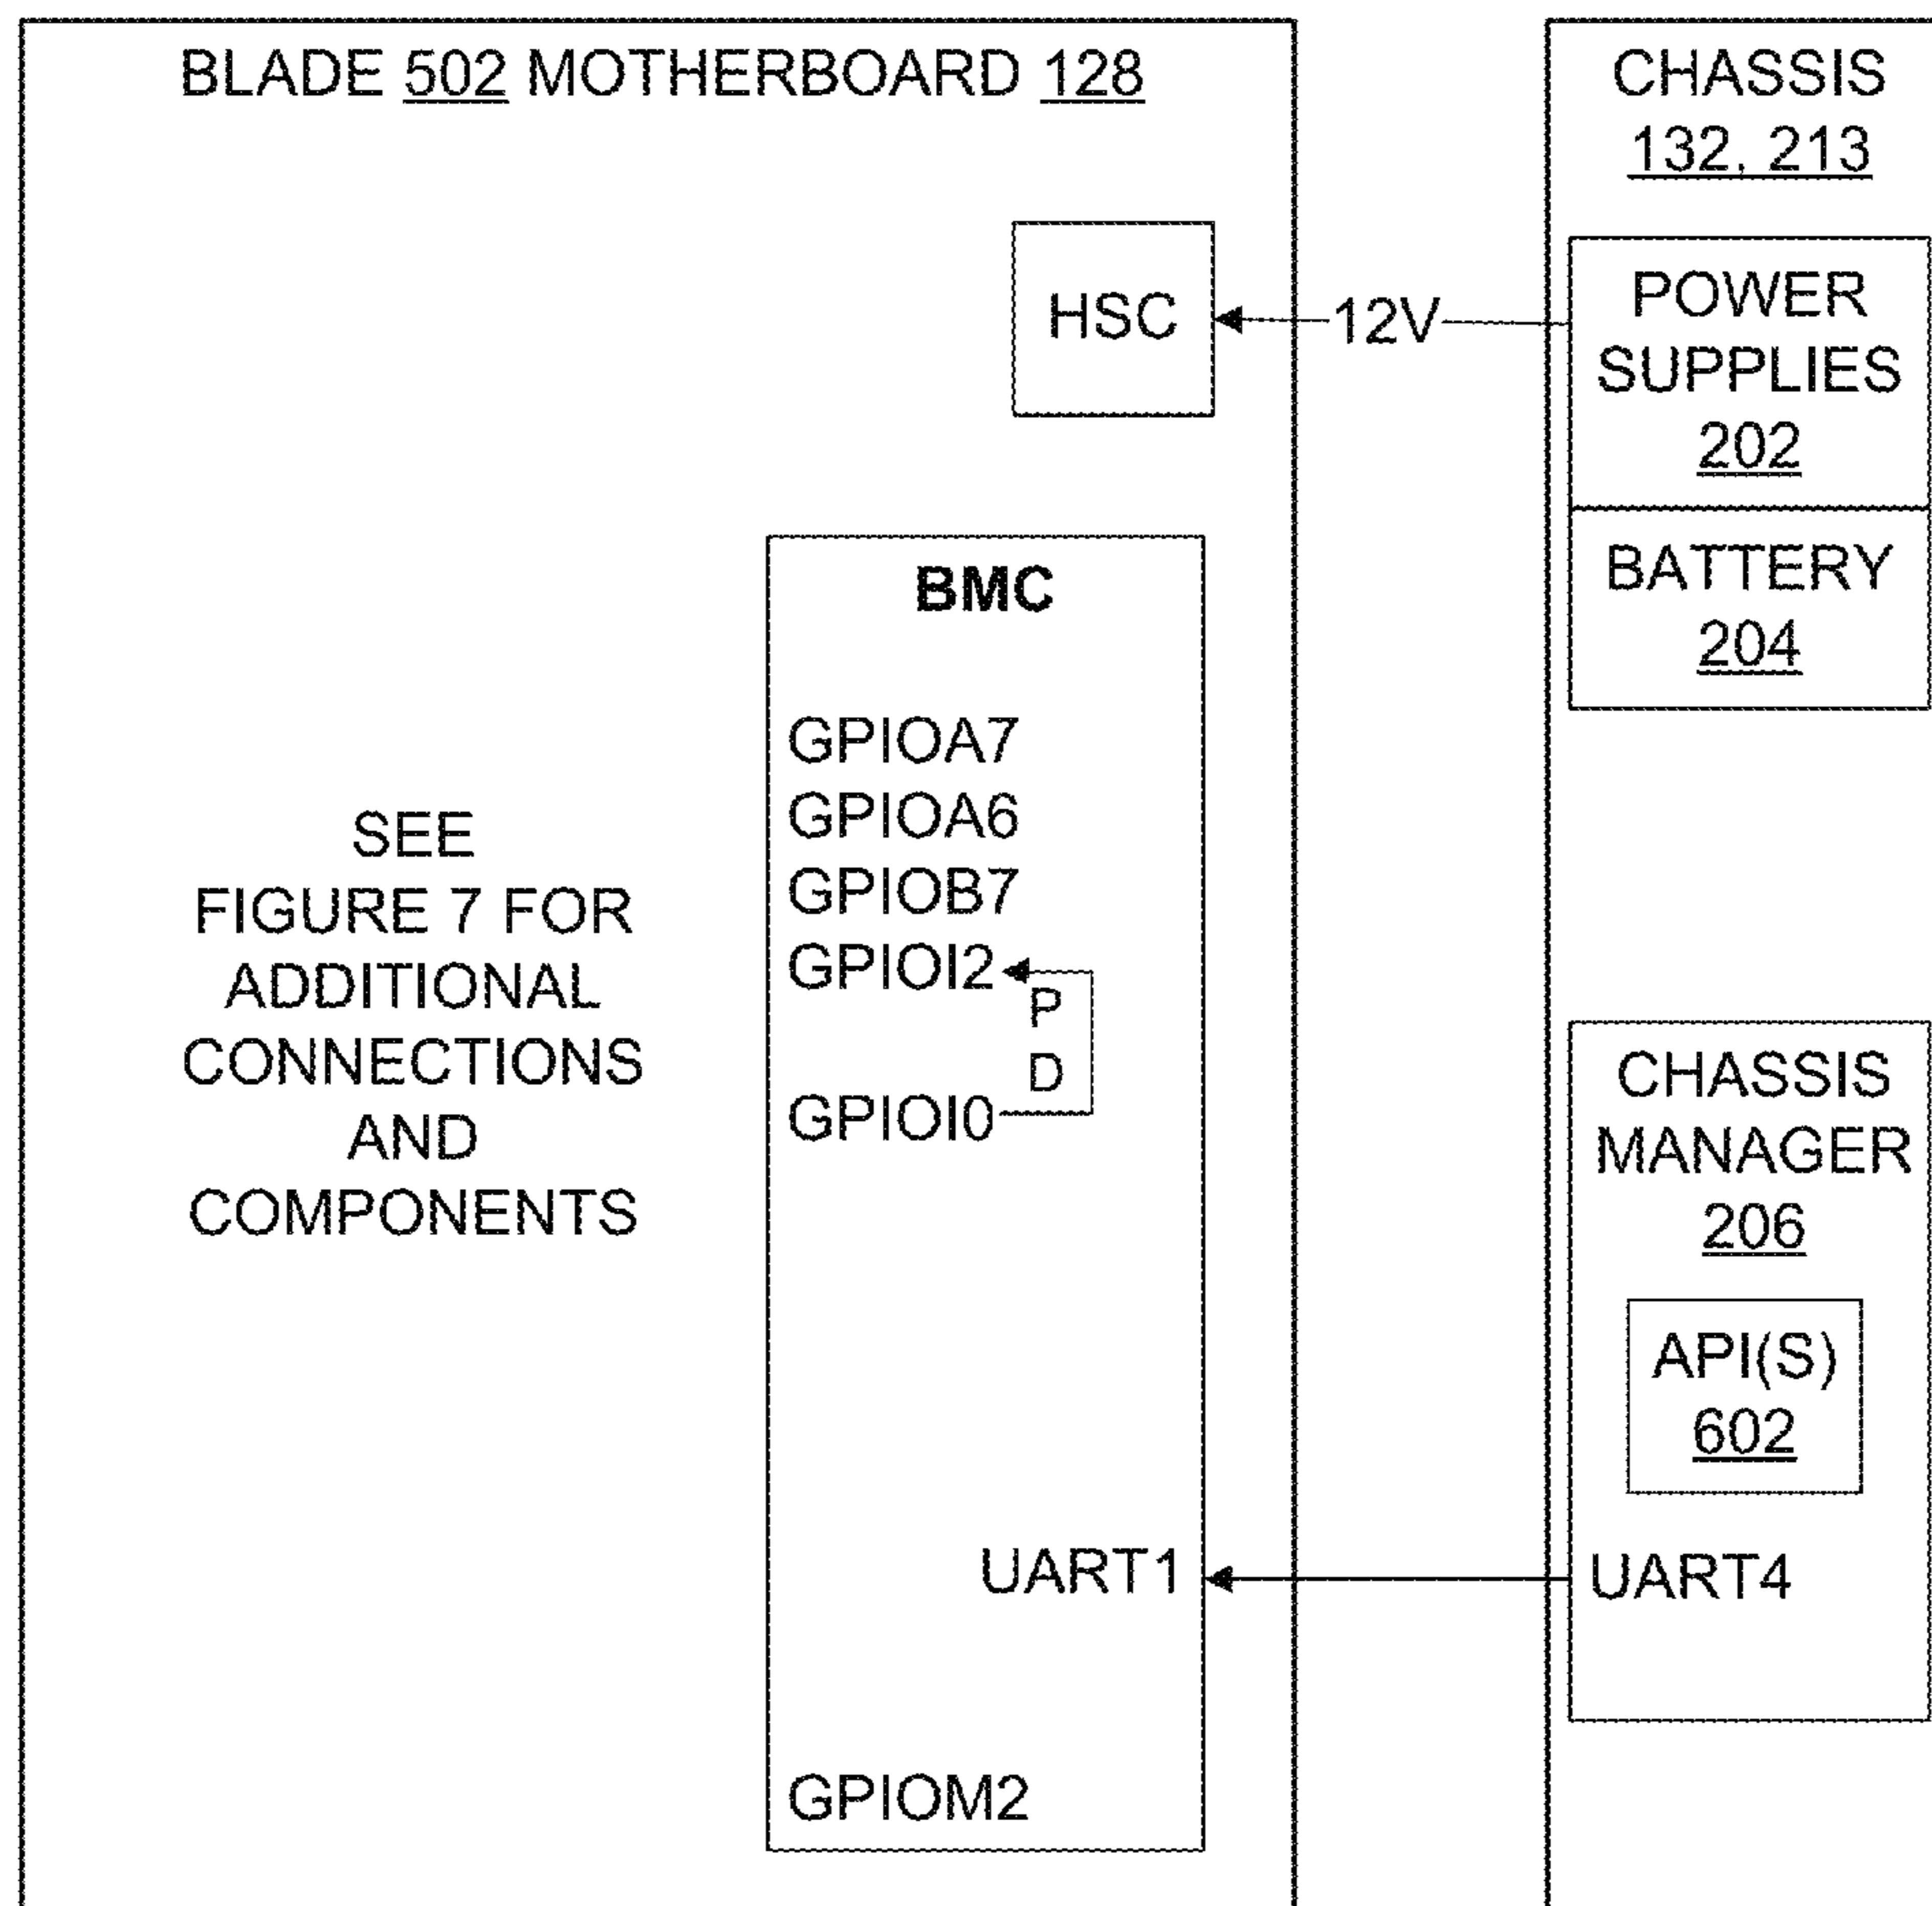 BLADE 502 MOTHERBOARD 128
HSC
12V
BMC
GPIOA7
GPIOA6
GPIOB7
GPIOI2
P
D
GPIOI0
UART1
GPIOM2
SEE
FIGURE 7 FOR
ADDITIONAL
CONNECTIONS
AND
COMPONENTS
CHASSIS
132, 213
POWER
SUPPLIES
202
BATTERY
204
CHASSIS
MANAGER
206
API(S)
602
UART4